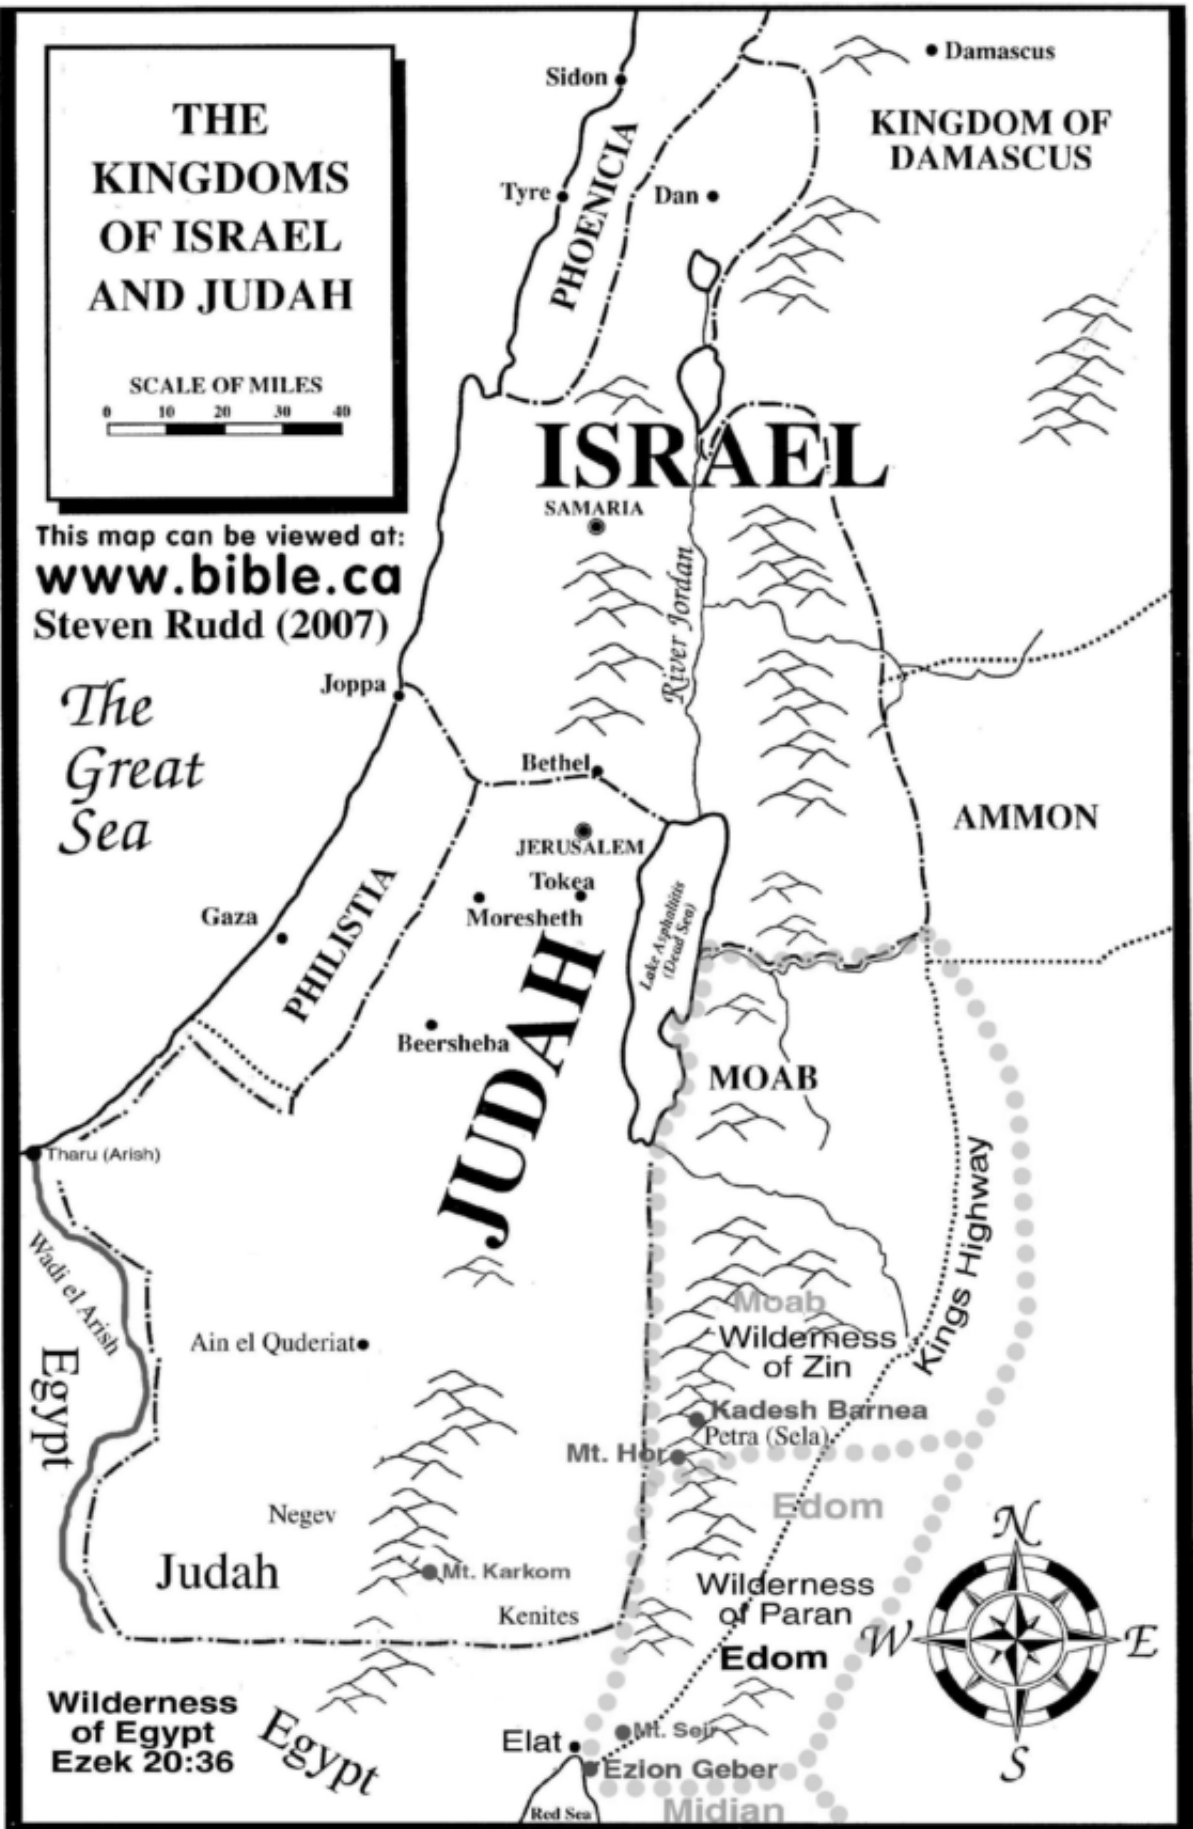 THE
KINGDOMS
OF ISRAEL
AND JUDAH
SCALE OF MILES
0 10 20 30 40
This map can be viewed at:
www.bible.ca
Steven Rudd (2007)
The
Great
Sea
Sidon
Damascus
KINGDOM OF
DAMASCUS
Tyre
PHOENICIA
Dan
ISRAEL
SAMARIA
River Jordan
Joppa
Bethel
AMMON
JERUSALEM
Tokea
Moresheth
Gaza
PHILISTIA
Lake Asphaltitis
(Dead Sea)
JUDAH
Beersheba
MOAB
Tharu (Arish)
Wadi el Arish
Egypt
Kings Highway
Ain el Quderiat
Moab
Wilderness
of Zin
Kadesh Barnea
Petra (Sela)
Mt. Hor
Edom
Negev
Judah
Mt. Karkom
Kenites
Wilderness
of Paran
Edom
N
W
E
S
Wilderness
of Egypt
Ezek 20:36
Egypt
Elat
Mt. Seir
Ezion Geber
Red Sea
Midian